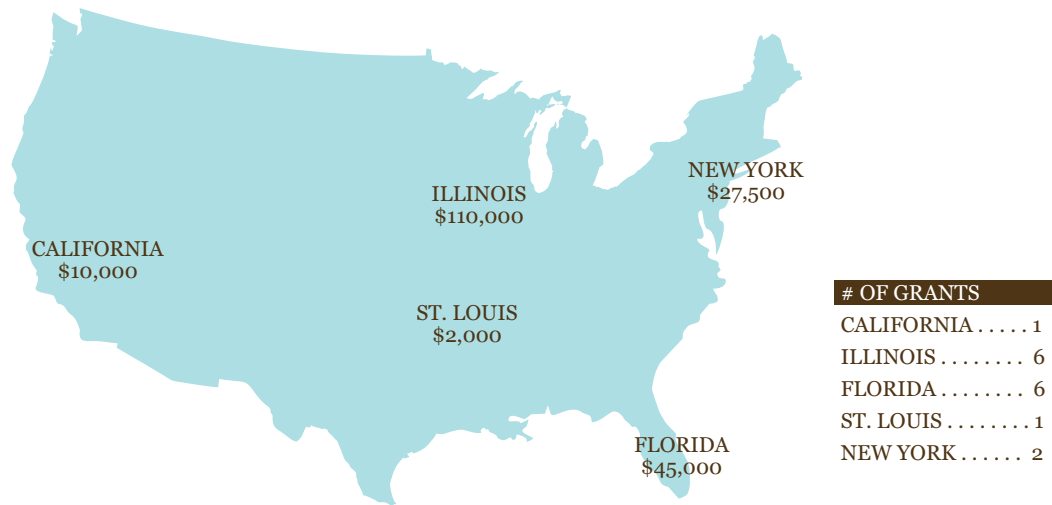 NEW YORK
$27,500
ILLINOIS
$110,000
CALIFORNIA
$10,000
ST. LOUIS
$2,000
FLORIDA
$45,000
# OF GRANTS
CALIFORNIA . . . . . 1
ILLINOIS . . . . . . . . 6
FLORIDA . . . . . . . . 6
ST. LOUIS . . . . . . . . 1
NEW YORK . . . . . . 2